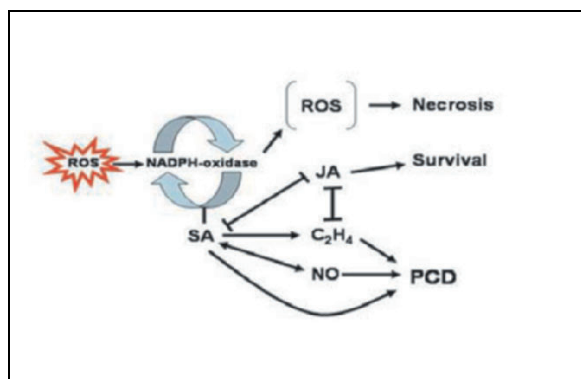 [ROS]
Necrosis
ROS
NADPH-oxidase
JA
Survival
SA
C₂H₄
NO
PCD